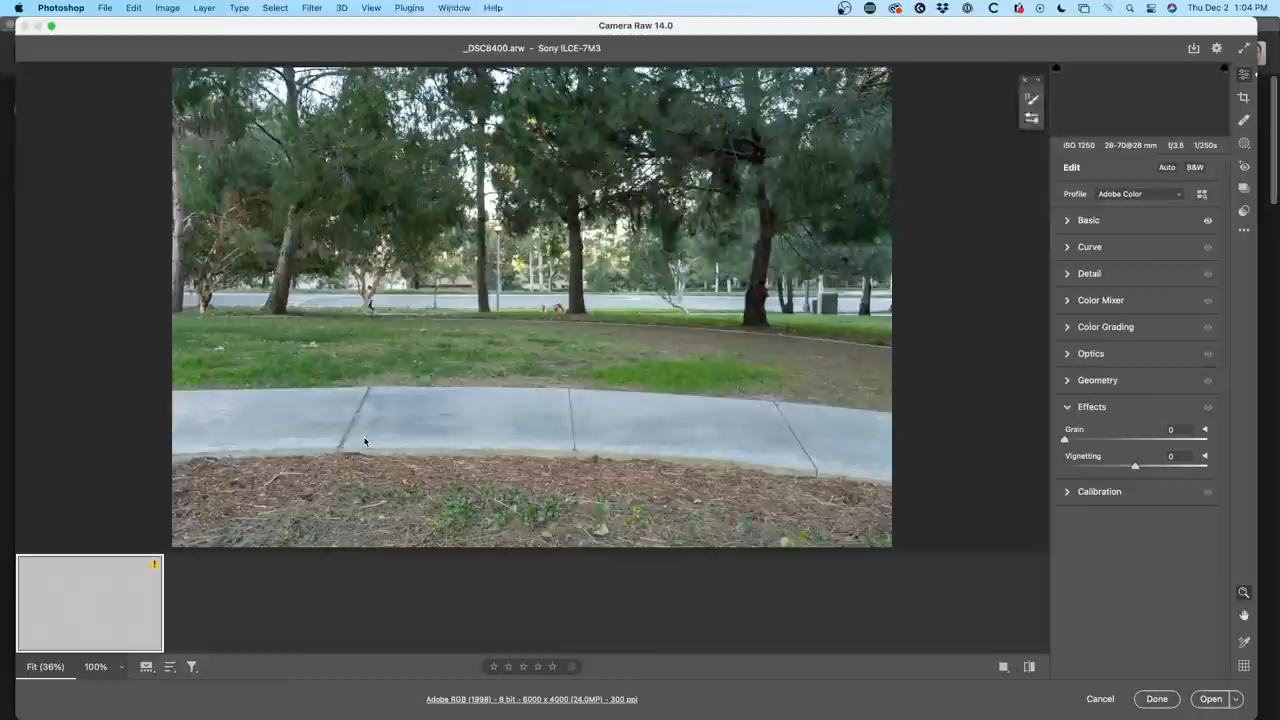 Photoshop File Edit Image Layer Type Select Filter 3D View Plugins Window Help Thu Dec 2 1:04 PM
Camera Raw 14.0
_DSC8400.arw - Sony ILCE-7M3
ISO 1250 28-70@28 mm f/3.5 1/250s
Edit Auto B&W
Profile Adobe Color
Basic
Curve
Detail
Color Mixer
Color Grading
Optics
Geometry
Effects
Grain 0
Vignetting 0
Calibration
Fit (36%) 100%
Adobe RGB (1998) - 8 bit - 6000 x 4000 (24.0MP) - 300 ppi
Cancel Done Open